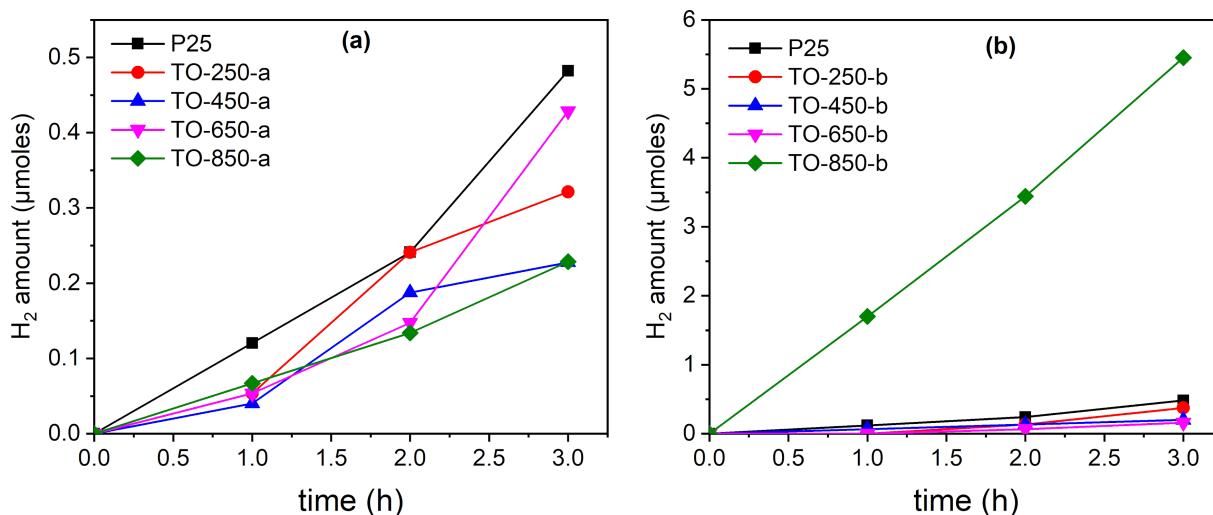 (a)
P25
TO-250-a
TO-450-a
TO-650-a
TO-850-a
H₂ amount (μmoles)
0.5
0.4
0.3
0.2
0.1
0.0
0.0 0.5 1.0 1.5 2.0 2.5 3.0
time (h)
(b)
P25
TO-250-b
TO-450-b
TO-650-b
TO-850-b
H₂ amount (μmoles)
6
5
4
3
2
1
0
0.0 0.5 1.0 1.5 2.0 2.5 3.0
time (h)